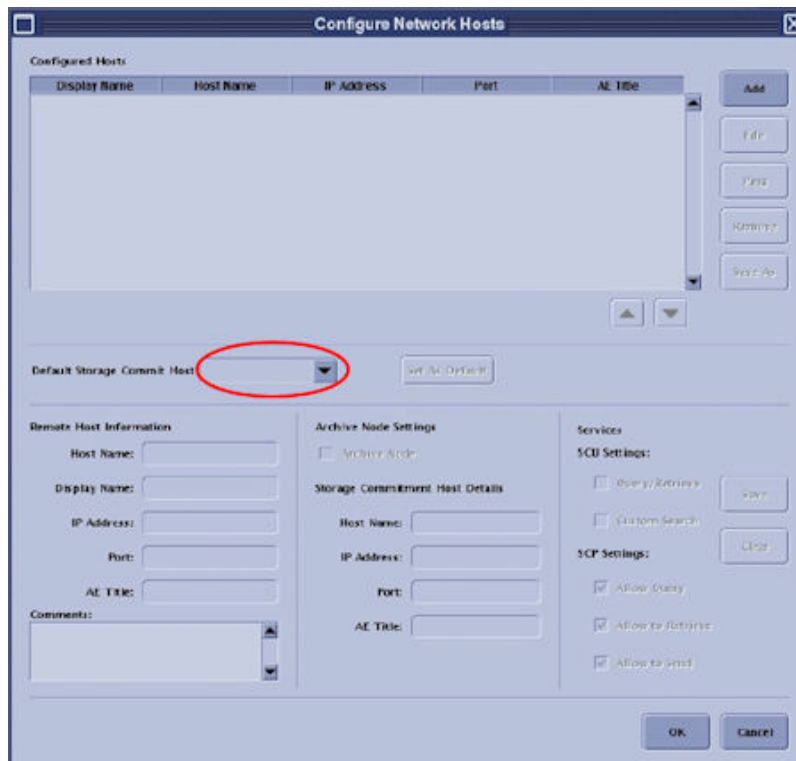 Configure Network Hosts
Configured Hosts
Display Name Host Name IP Address Port AE Title
Add
Edit
Ping
Remove
Save As
Default Storage Commit Host
Set As Default
Remote Host Information
Host Name:
Display Name:
IP Address:
Port:
AE Title:
Comments:
Archive Node Settings
Archive Node
Storage Commitment Host Details
Host Name:
IP Address:
Port:
AE Title:
Services
SCU Settings:
Query/Retrieve
Custom Search
SCP Settings:
Allow Query
Allow to Retrieve
Allow to Send
Save
Clear
OK
Cancel